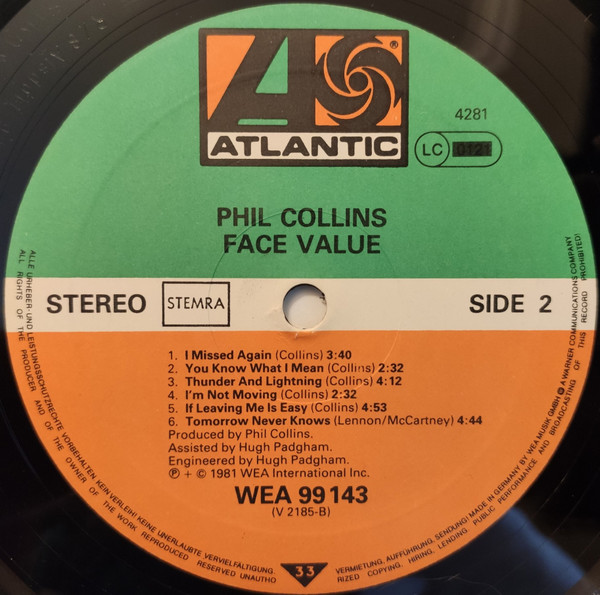 ATLANTIC
®
4281
LC 0121
PHIL COLLINS
FACE VALUE
STEREO STEMRA SIDE 2
1. I Missed Again (Collins) 3:40
2. You Know What I Mean (Collins) 2:32
3. Thunder And Lightning (Collins) 4:12
4. I'm Not Moving (Collins) 2:32
5. If Leaving Me Is Easy (Collins) 4:53
6. Tomorrow Never Knows (Lennon/McCartney) 4:44
Produced by Phil Collins.
Assisted by Hugh Padgham.
Engineered by Hugh Padgham.
℗ + © 1981 WEA International Inc.
WEA 99 143
(V 2185-B)
33
ALLE URHEBER- UND LEISTUNGSSCHUTZRECHTE VORBEHALTEN. KEIN VERLEIH! KEINE UNERLAUBTE VERVIELFÄLTIGUNG, VERMIETUNG, AUFFÜHRUNG, SENDUNG! MADE IN GERMANY BY WEA MUSIK GMBH A WARNER COMMUNICATIONS COMPANY
ALL RIGHTS OF THE PRODUCER AND OF THE OWNER OF THE WORK REPRODUCED RESERVED UNAUTHORIZED COPYING, HIRING, LENDING, PUBLIC PERFORMANCE AND BROADCASTING OF THIS RECORD PROHIBITED!